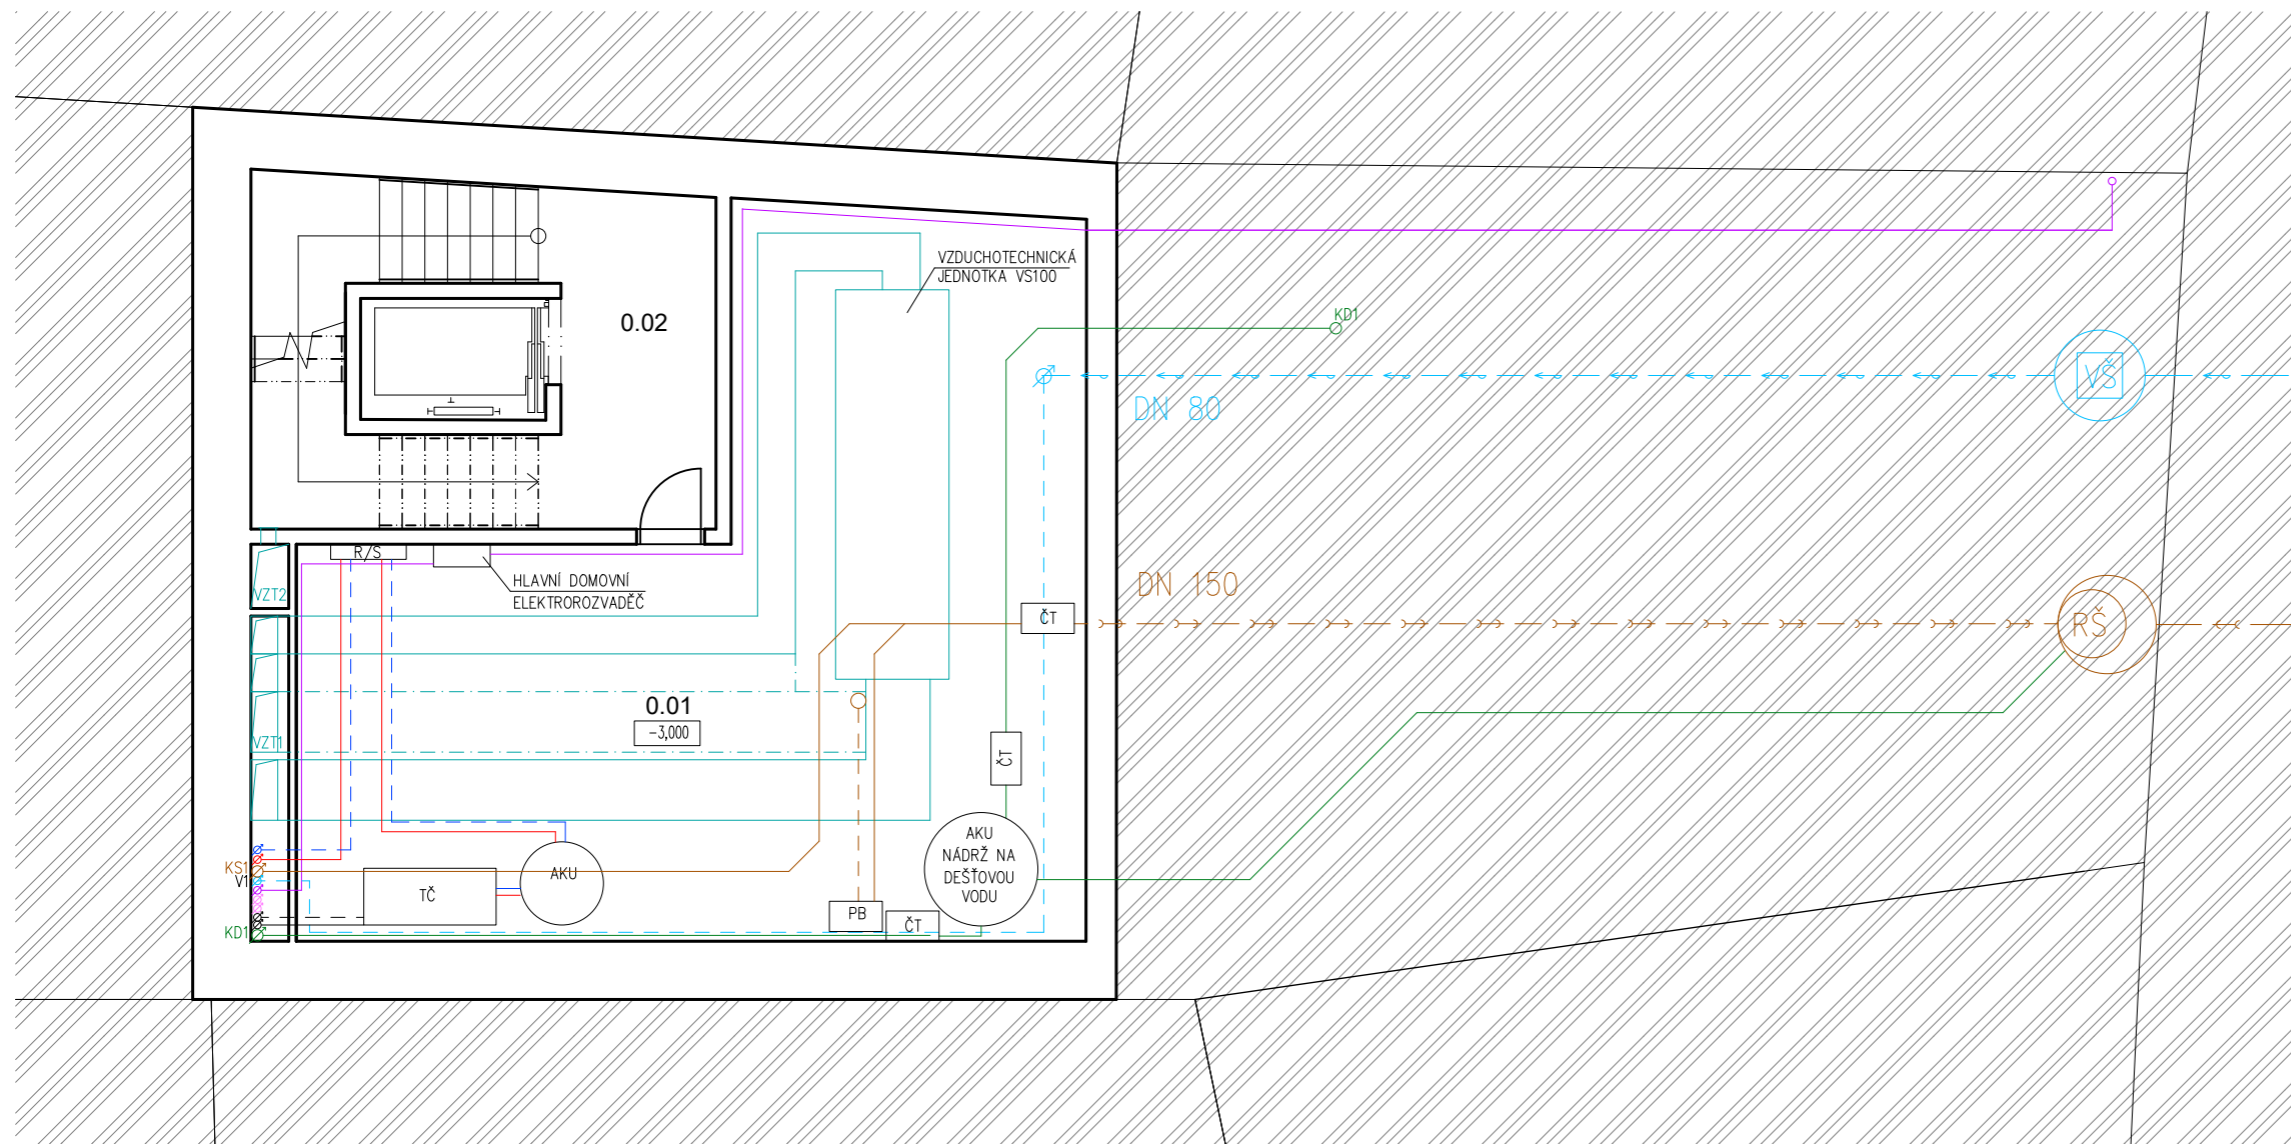 VZDUCHOTECHNICKÁ
JEDNOTKA VS100
0.02
KD1
VŠ
DN 80
R/S
HLAVNÍ DOMOVNÍ
ELEKTROROZVADĚČ
DN 150
VZT2
ČT
RŠ
0.01
-3,000
VZT1
ČT
AKU
NÁDRŽ NA
DEŠŤOVOU
VODU
KS1
V1
TČ
AKU
PB
ČT
KD1